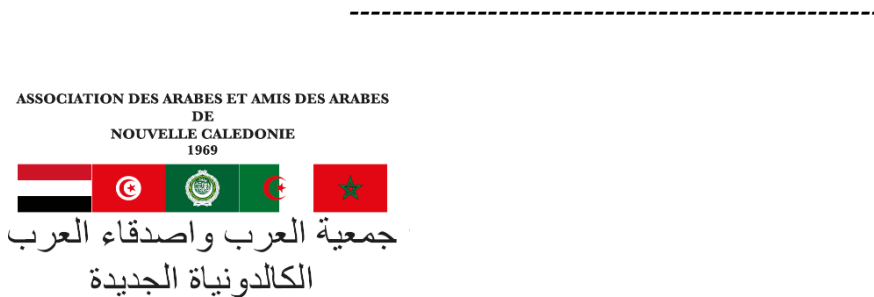 ASSOCIATION DES ARABES ET AMIS DES ARABES
DE
NOUVELLE CALEDONIE
1969
جمعية العرب واصدقاء العرب
الكالدونياة الجديدة